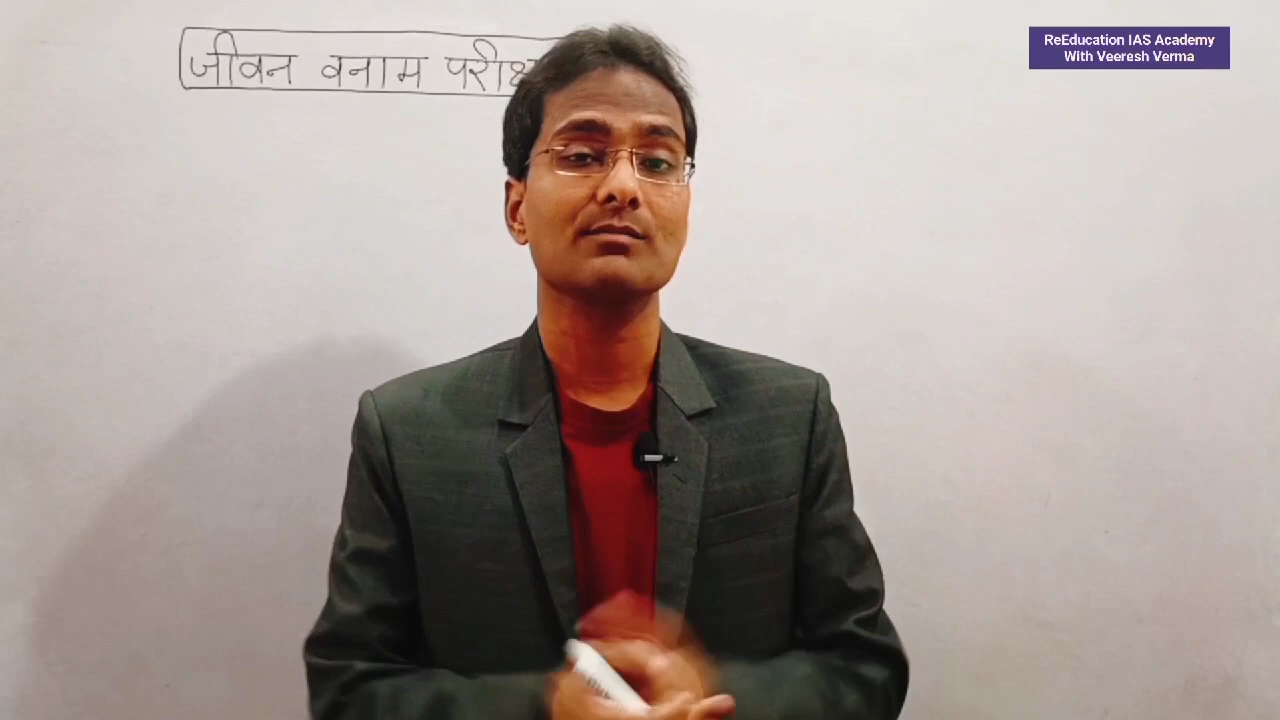 जीवन बनाम
ReEducation IAS Academy
With Veeresh Verma